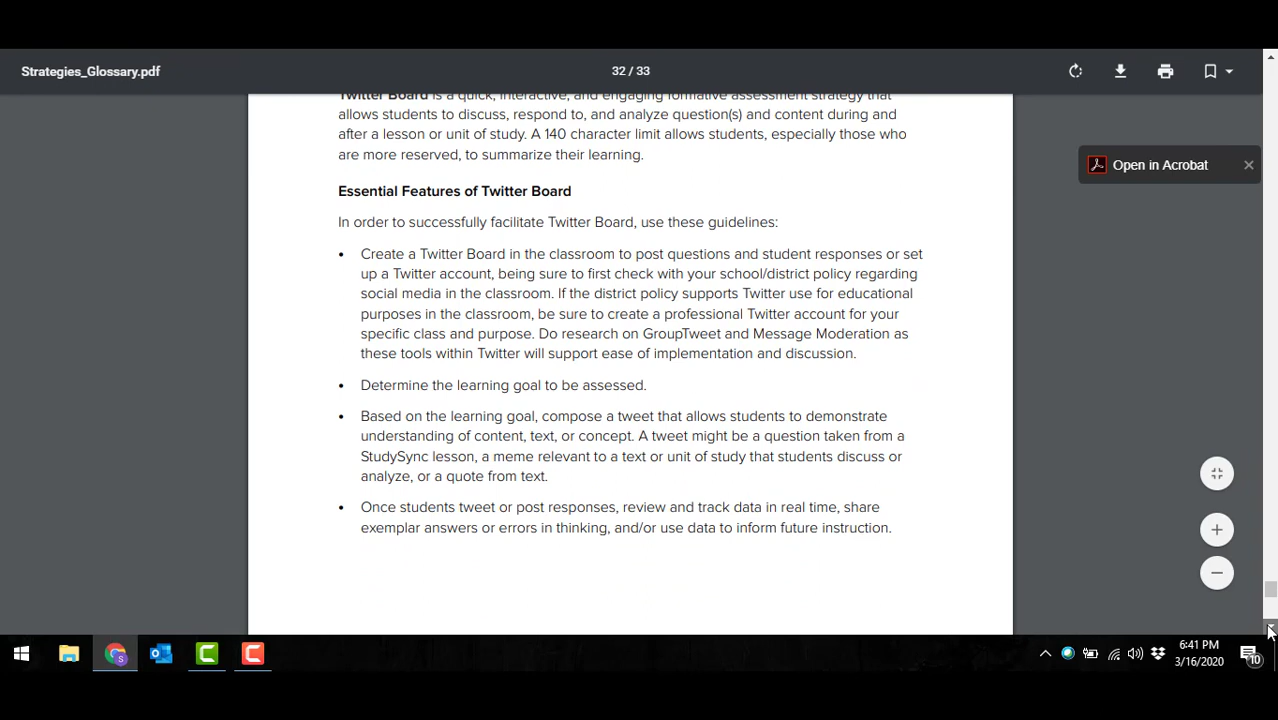 Strategies_Glossary.pdf
32 / 33
Twitter Board is a quick, interactive, and engaging formative assessment strategy that
allows students to discuss, respond to, and analyze question(s) and content during and
after a lesson or unit of study. A 140 character limit allows students, especially those who
are more reserved, to summarize their learning.
Open in Acrobat
Essential Features of Twitter Board
In order to successfully facilitate Twitter Board, use these guidelines:
• Create a Twitter Board in the classroom to post questions and student responses or set
up a Twitter account, being sure to first check with your school/district policy regarding
social media in the classroom. If the district policy supports Twitter use for educational
purposes in the classroom, be sure to create a professional Twitter account for your
specific class and purpose. Do research on GroupTweet and Message Moderation as
these tools within Twitter will support ease of implementation and discussion.
• Determine the learning goal to be assessed.
• Based on the learning goal, compose a tweet that allows students to demonstrate
understanding of content, text, or concept. A tweet might be a question taken from a
StudySync lesson, a meme relevant to a text or unit of study that students discuss or
analyze, or a quote from text.
• Once students tweet or post responses, review and track data in real time, share
exemplar answers or errors in thinking, and/or use data to inform future instruction.
6:41 PM
3/16/2020
10